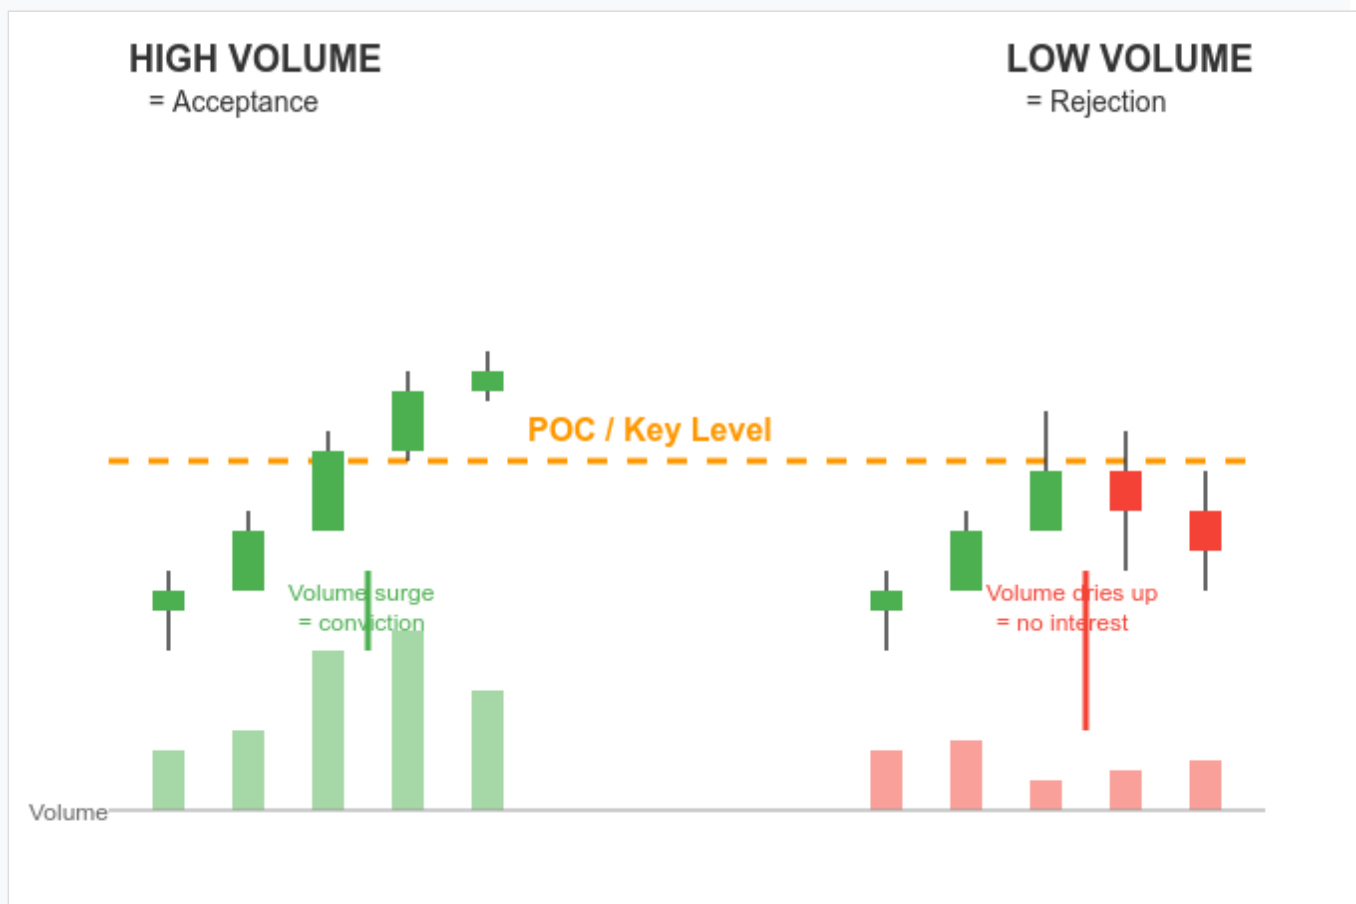 HIGH VOLUME
= Acceptance
LOW VOLUME
= Rejection
POC / Key Level
Volume surge
= conviction
Volume dries up
= no interest
Volume